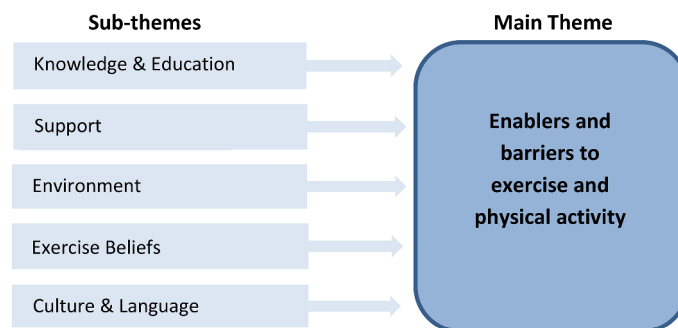 Sub-themes
Main Theme
Knowledge & Education
Support
Environment
Exercise Beliefs
Culture & Language
Enablers and
barriers to
exercise and
physical activity